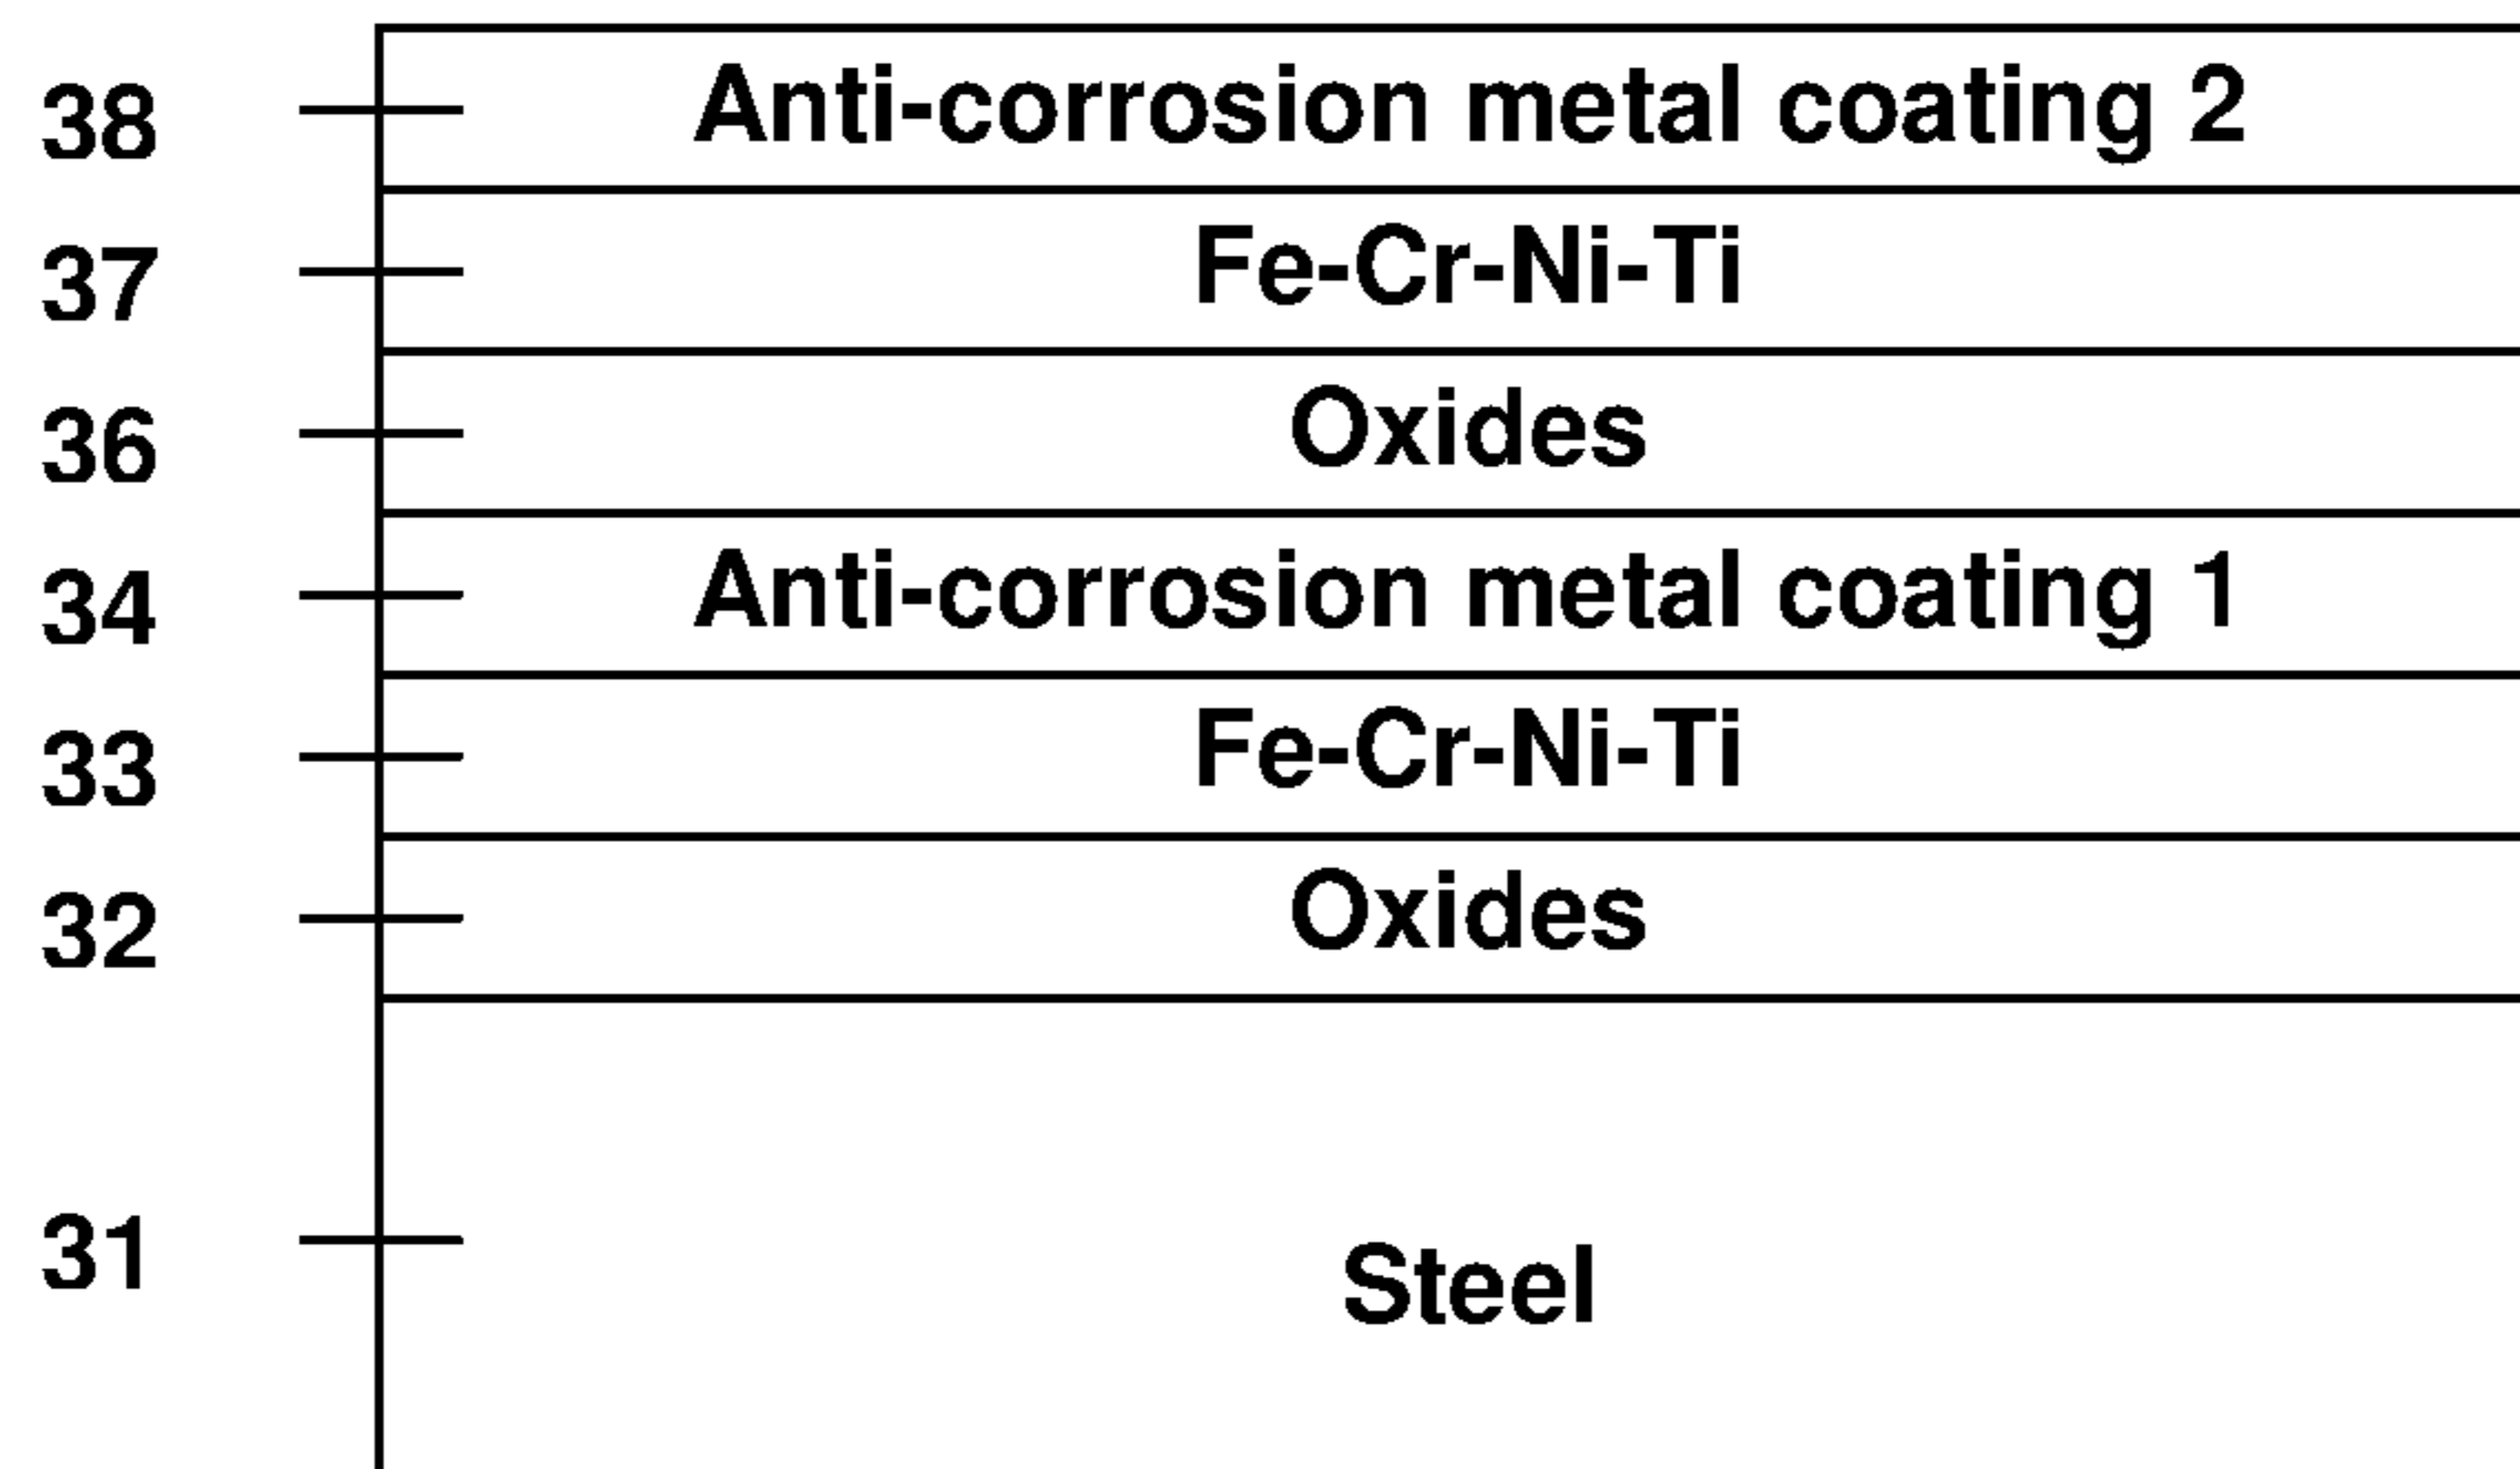 38 Anti-corrosion metal coating 2
37 Fe-Cr-Ni-Ti
36 Oxides
34 Anti-corrosion metal coating 1
33 Fe-Cr-Ni-Ti
32 Oxides
31 Steel